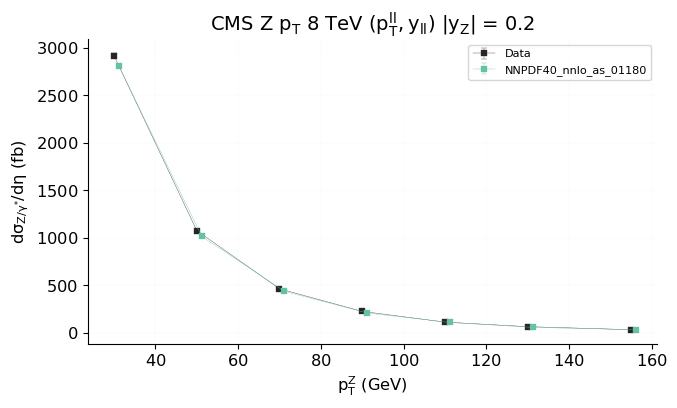 CMS Z p_T 8 TeV (p_T^ll, y_ll) |y_Z| = 0.2
Data
NNPDF40_nnlo_as_01180
3000
2500
2000
1500
1000
500
0
dσ_Z/γ*/dη (fb)
40 60 80 100 120 140 160
p_T^Z (GeV)